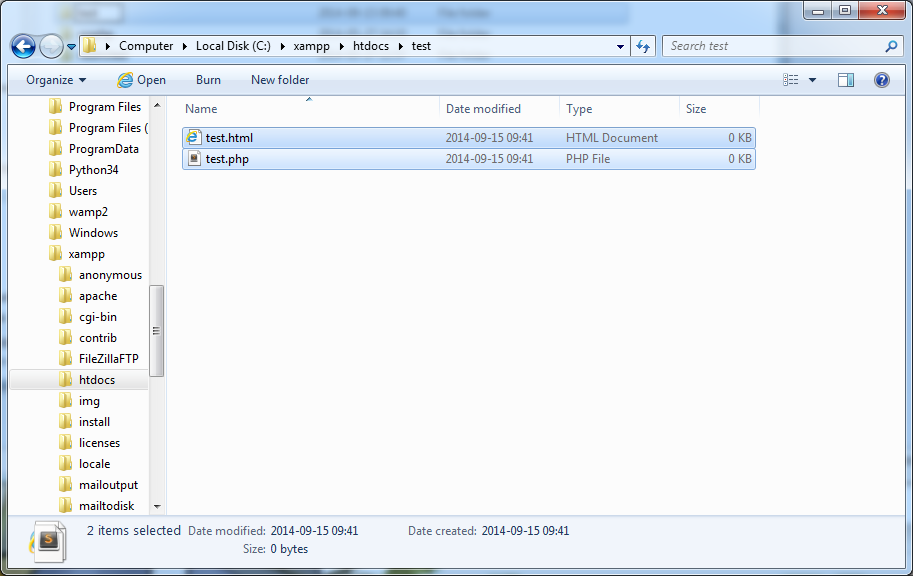 Computer Local Disk (C:) xampp htdocs test Search test
Organize Open Burn New folder
Name Date modified Type Size
test.html 2014-09-15 09:41 HTML Document 0 KB
test.php 2014-09-15 09:41 PHP File 0 KB
Program Files
Program Files (
ProgramData
Python34
Users
wamp2
Windows
xampp
anonymous
apache
cgi-bin
contrib
FileZillaFTP
htdocs
img
install
licenses
locale
mailoutput
mailtodisk
2 items selected Date modified: 2014-09-15 09:41 Date created: 2014-09-15 09:41
Size: 0 bytes